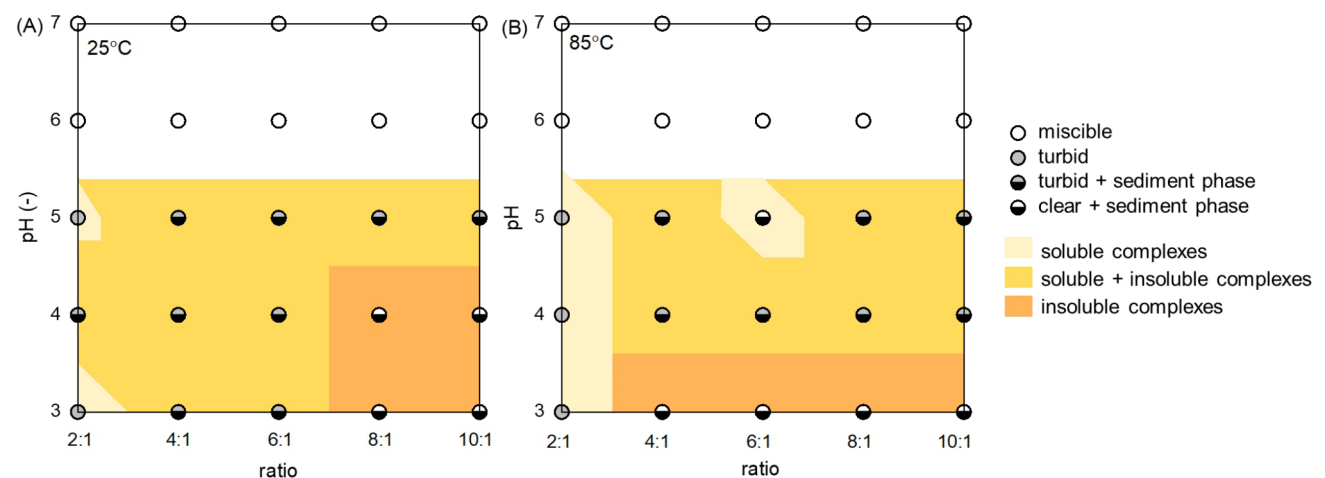 (A)
25°C
7
6
5
4
3
pH (-)
2:1 4:1 6:1 8:1 10:1
ratio
(B)
85°C
7
6
5
4
3
pH
2:1 4:1 6:1 8:1 10:1
ratio
miscible
turbid
turbid + sediment phase
clear + sediment phase
soluble complexes
soluble + insoluble complexes
insoluble complexes